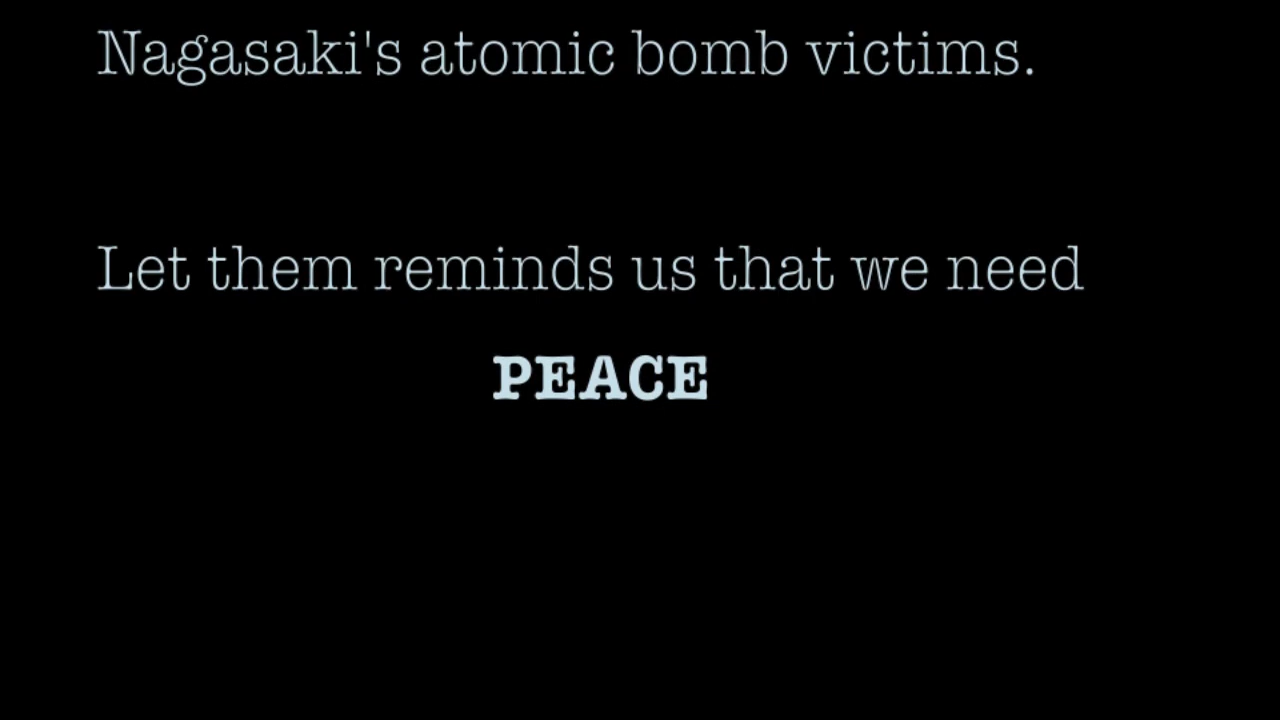 Nagasaki's atomic bomb victims.
Let them reminds us that we need
PEACE